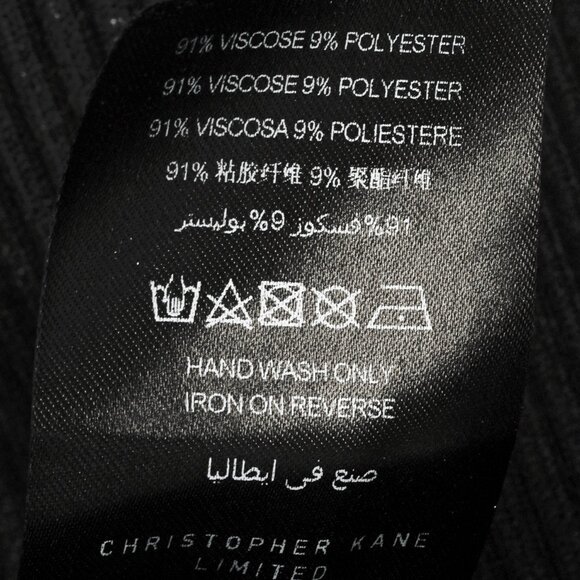 91% VISCOSE 9% POLYESTER
91% VISCOSE 9% POLYESTER
91% VISCOSA 9% POLIESTERE
91% 粘胶纤维 9% 聚酯纤维
91% فسكوز 9% بوليستر
HAND WASH ONLY
IRON ON REVERSE
صنع في ايطاليا
CHRISTOPHER KANE
LIMITED